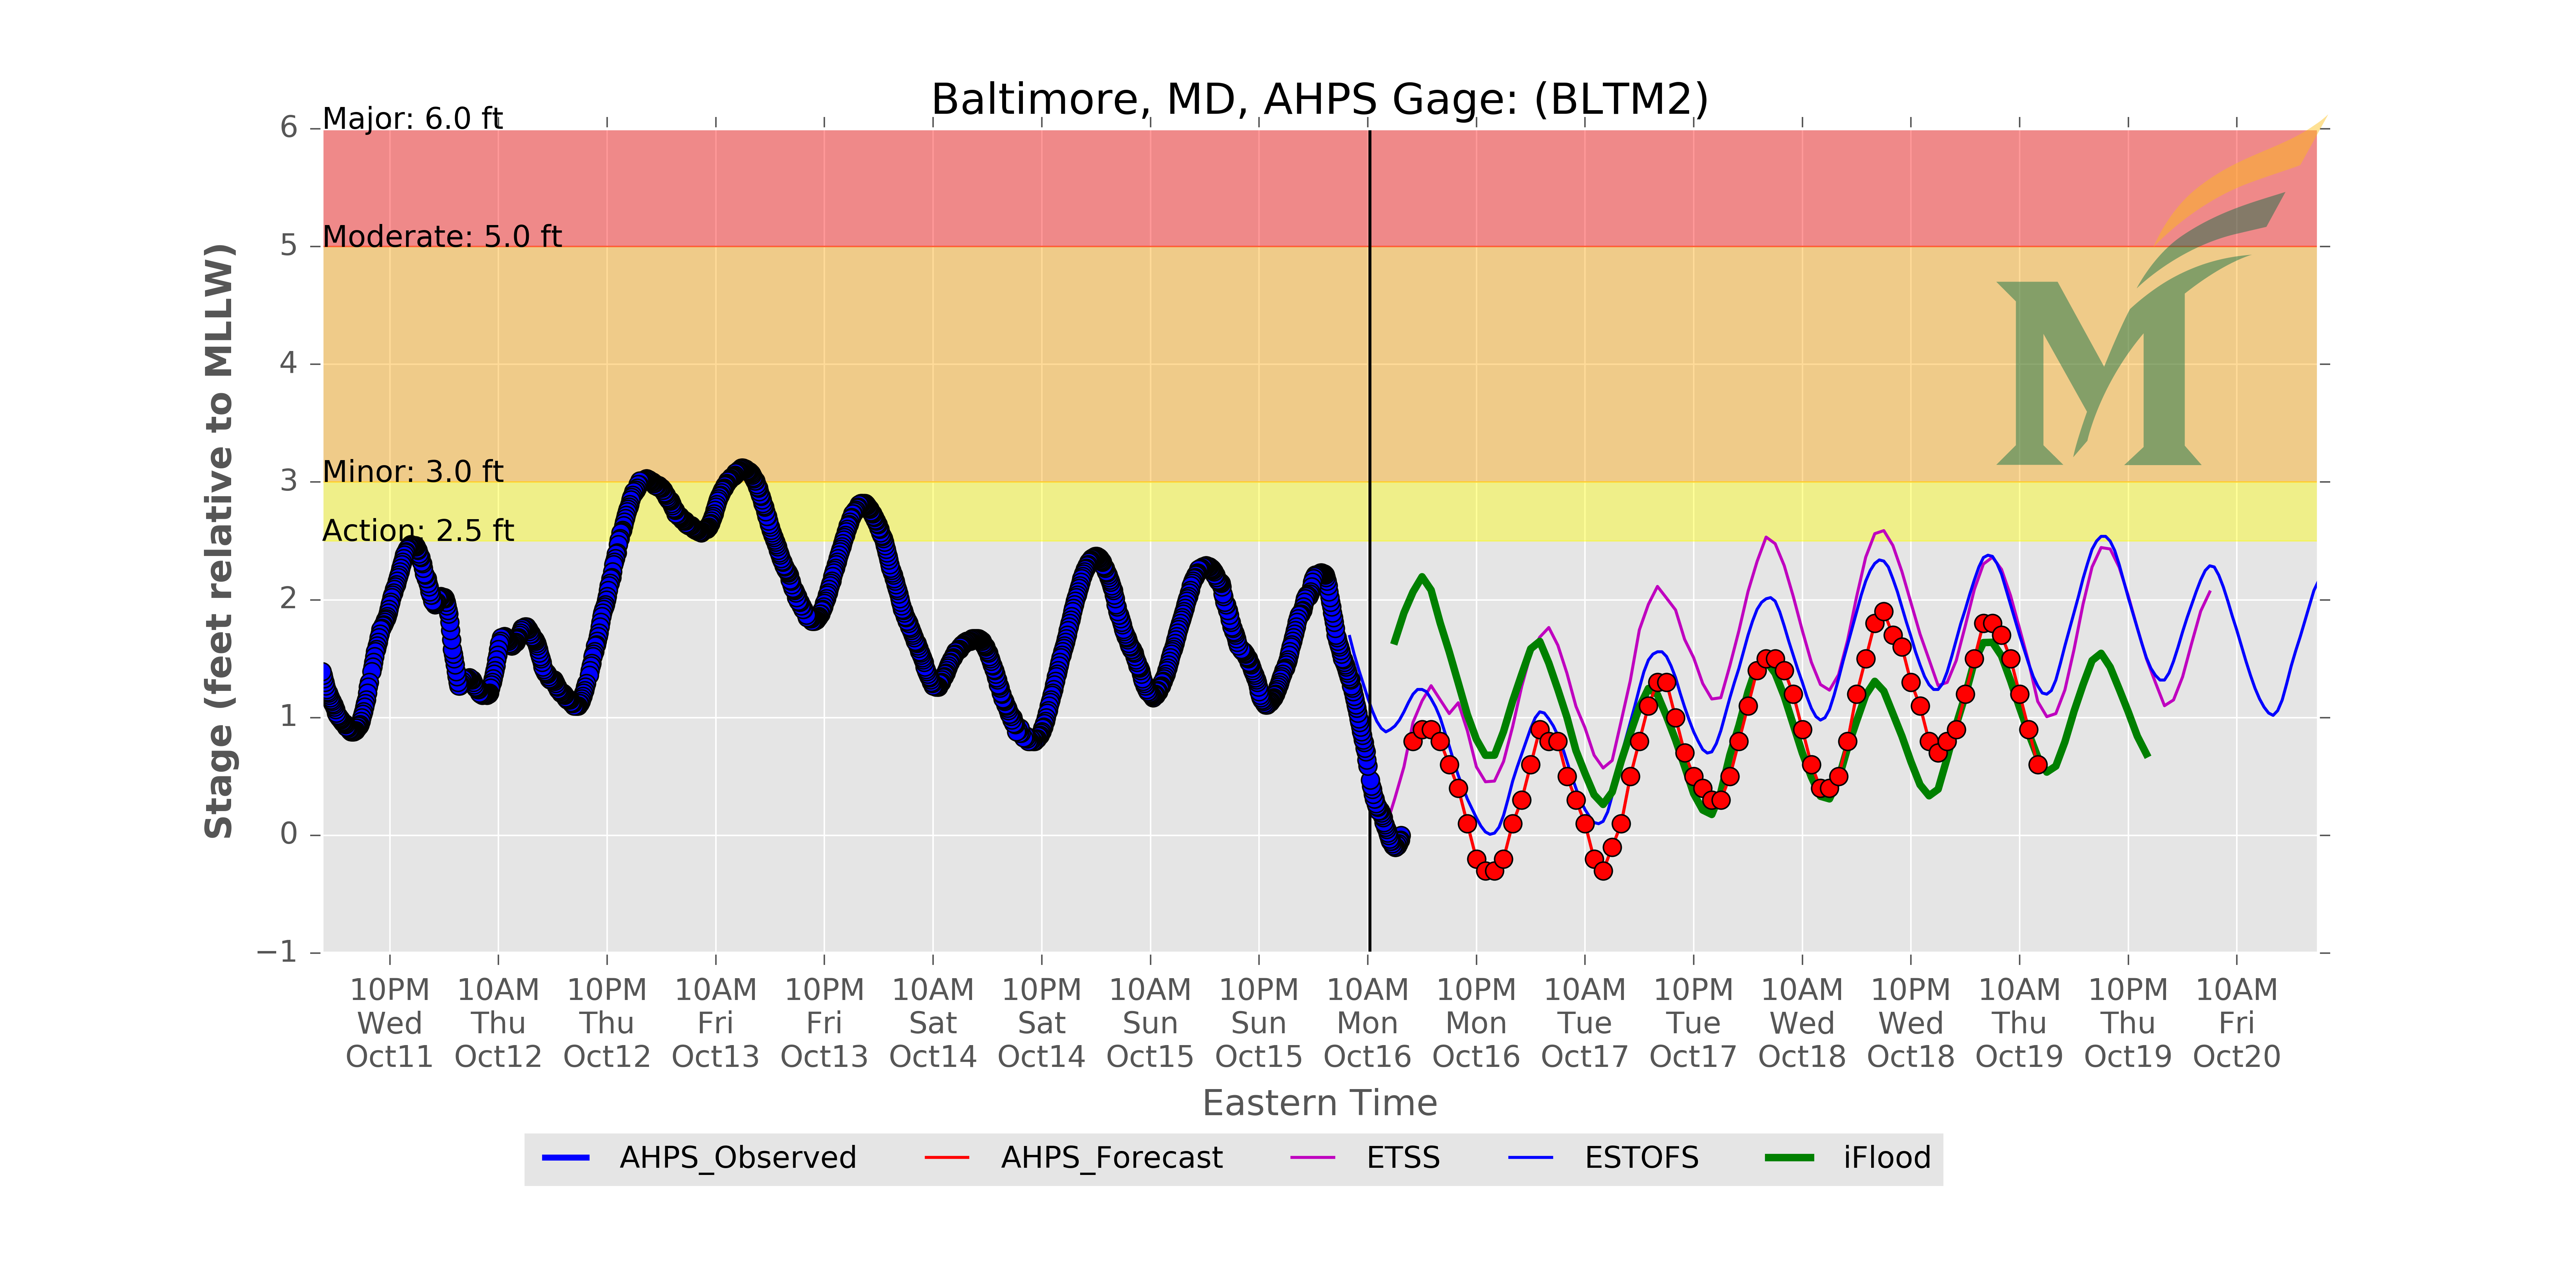 Baltimore, MD, AHPS Gage: (BLTM2)
Major: 6.0 ft
Moderate: 5.0 ft
Minor: 3.0 ft
Action: 2.5 ft
6
5
4
3
2
1
0
−1
Stage (feet relative to MLLW)
10PM 10AM 10PM 10AM 10PM 10AM 10PM 10AM 10PM 10AM 10PM 10AM 10PM 10AM 10PM 10AM 10PM 10AM
Wed Thu Thu Fri Fri Sat Sat Sun Sun Mon Mon Tue Tue Wed Wed Thu Thu Fri
Oct11 Oct12 Oct12 Oct13 Oct13 Oct14 Oct14 Oct15 Oct15 Oct16 Oct16 Oct17 Oct17 Oct18 Oct18 Oct19 Oct19 Oct20
Eastern Time
AHPS_Observed AHPS_Forecast ETSS ESTOFS iFlood
M